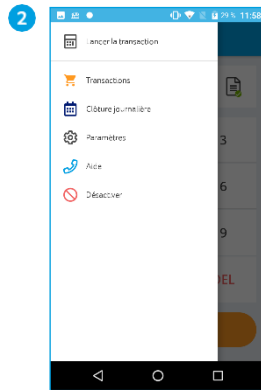 2
29 % 11:58
Lancer la transaction
Transactions
Clôture journalière
Paramètres
Aide
Désactiver
3
6
9
DEL